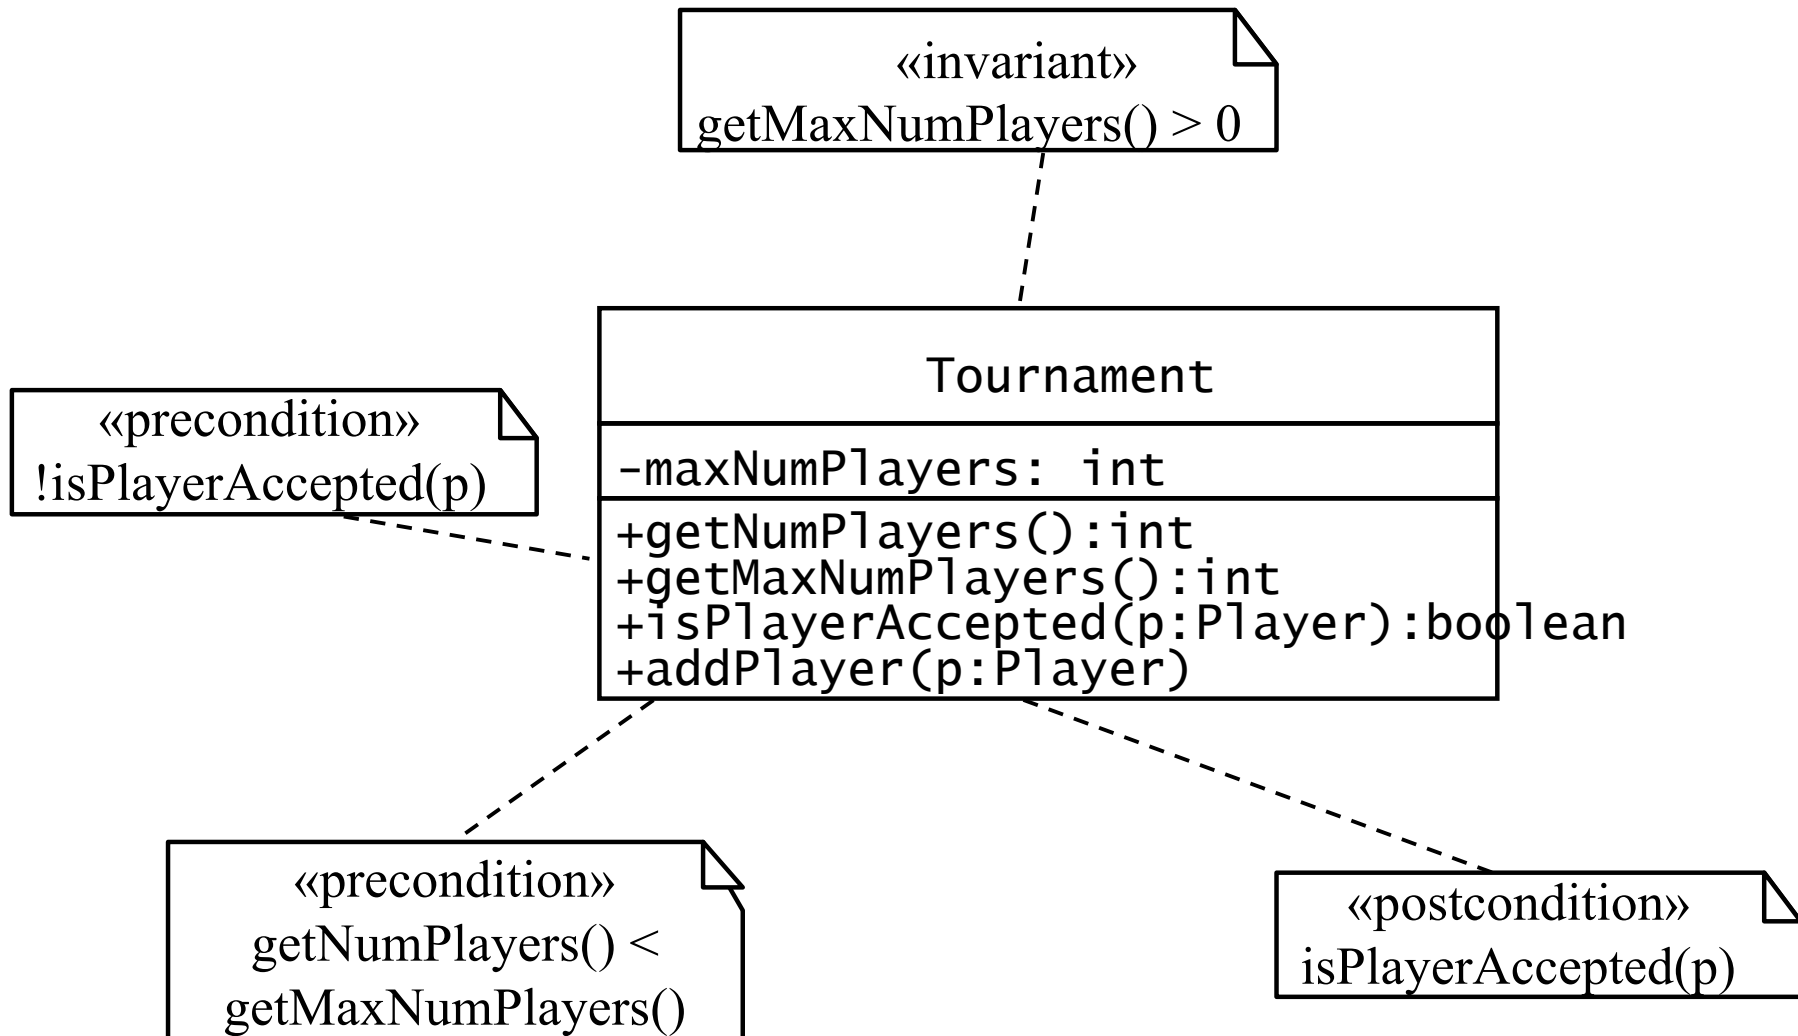 «invariant»
getMaxNumPlayers() > 0
Tournament
-maxNumPlayers: int
«precondition»
!isPlayerAccepted(p)
+getNumPlayers():int
+getMaxNumPlayers():int
+isPlayerAccepted(p:Player):boolean
+addPlayer(p:Player)
«precondition»
getNumPlayers() <
getMaxNumPlayers()
«postcondition»
isPlayerAccepted(p)